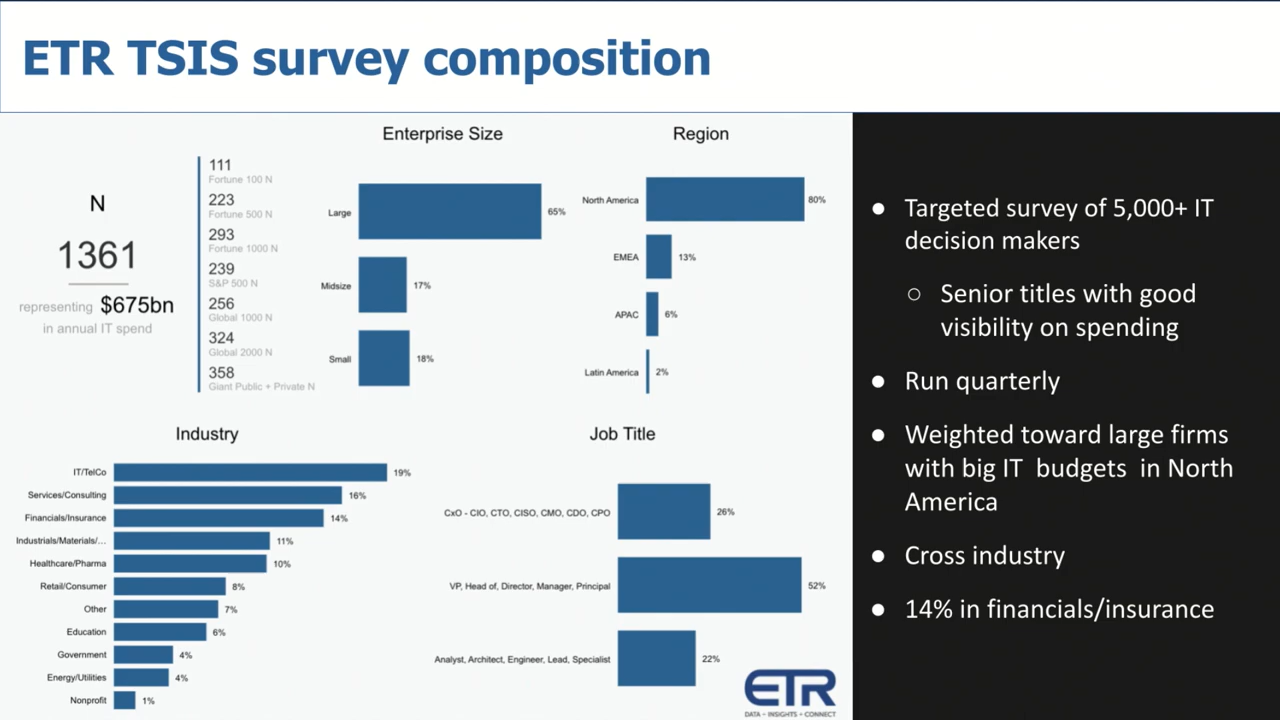 ETR TSIS survey composition
N
1361
representing $675bn
in annual IT spend
111
Fortune 100 N
223
Fortune 500 N
293
Fortune 1000 N
239
S&P 500 N
256
Global 1000 N
324
Global 2000 N
358
Giant Public + Private N
Enterprise Size
Large 65%
Midsize 17%
Small 18%
Region
North America 80%
EMEA 13%
APAC 6%
Latin America 2%
Industry
IT/TelCo 19%
Services/Consulting 16%
Financials/Insurance 14%
Industrials/Materials/... 11%
Healthcare/Pharma 10%
Retail/Consumer 8%
Other 7%
Education 6%
Government 4%
Energy/Utilities 4%
Nonprofit 1%
Job Title
CxO - CIO, CTO, CISO, CMO, CDO, CPO 26%
VP, Head of, Director, Manager, Principal 52%
Analyst, Architect, Engineer, Lead, Specialist 22%
ETR
DATA • INSIGHTS • CONNECT
● Targeted survey of 5,000+ IT
decision makers
○ Senior titles with good
visibility on spending
● Run quarterly
● Weighted toward large firms
with big IT budgets in North
America
● Cross industry
● 14% in financials/insurance